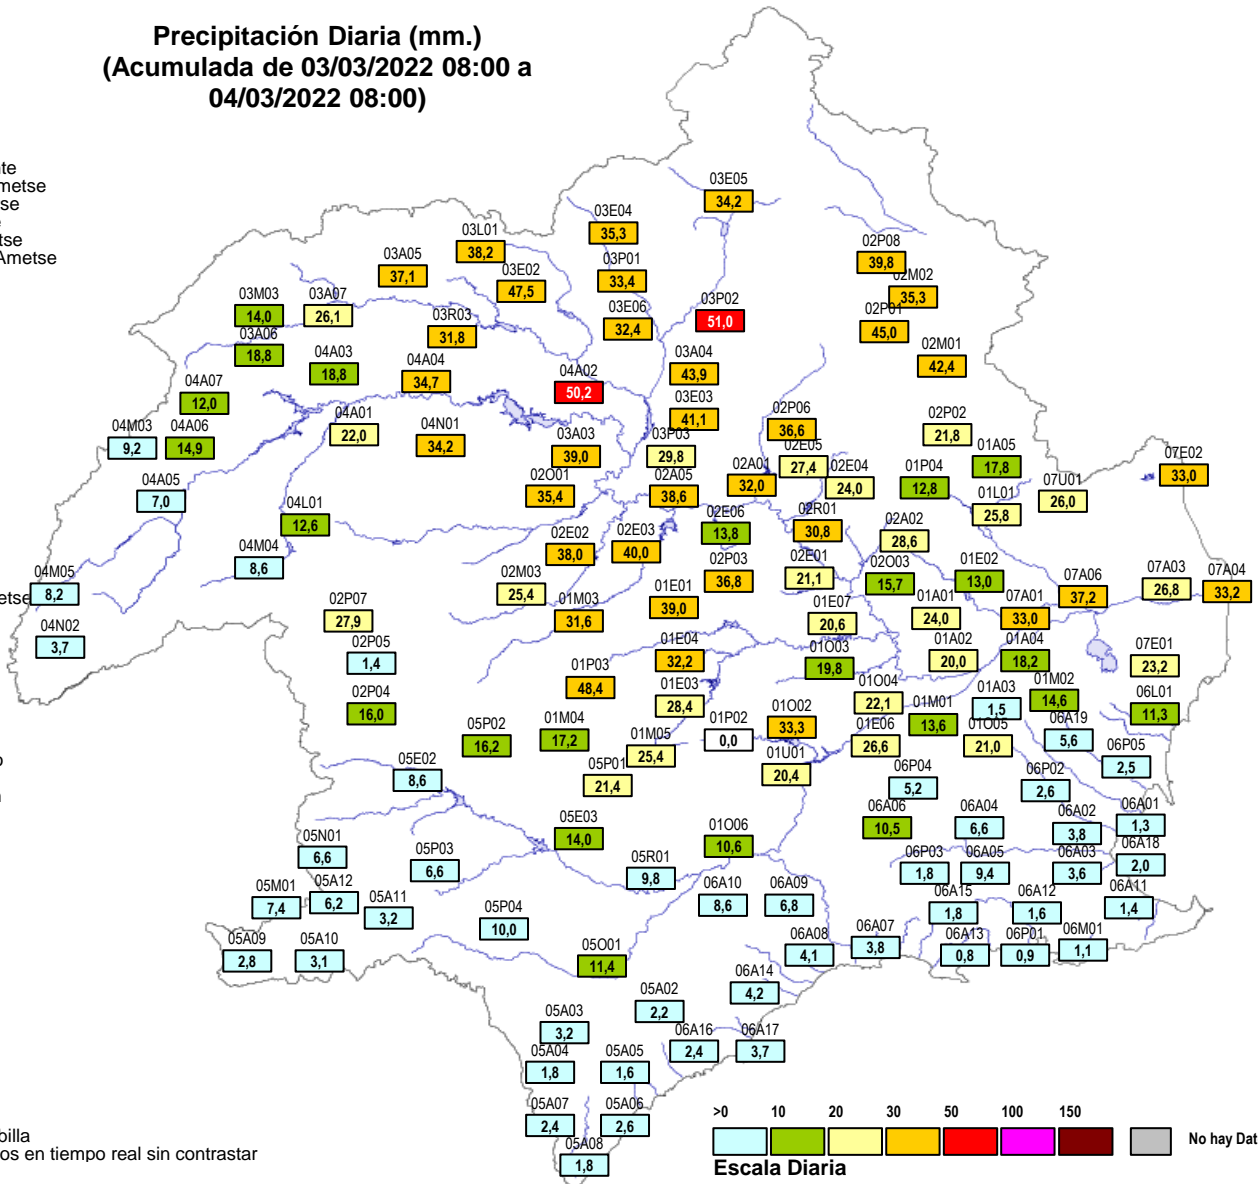 Precipitación Diaria (mm.)
(Acumulada de 03/03/2022 08:00 a
04/03/2022 08:00)
03E05
34,2
03E04
35,3
03L01
38,2
03A05
37,1
03E02
47,5
03P01
33,4
02P08
39,8
02M02
35,3
03M03
14,0
03A07
26,1
03R03
31,8
03E06
32,4
03P02
51,0
02P01
45,0
03A06
18,8
04A03
18,8
04A04
34,7
04A02
50,2
03A04
43,9
02M01
42,4
04A07
12,0
04A01
22,0
04N01
34,2
03E03
41,1
02P06
36,6
02P02
21,8
04M03
9,2
04A06
14,9
03A03
39,0
03P03
29,8
02E05
27,4
01A05
17,8
07E02
33,0
04A05
7,0
02O01
35,4
02A05
38,6
02A01
32,0
02E04
24,0
01P04
12,8
01L01
25,8
07U01
26,0
04L01
12,6
02E06
13,8
02R01
30,8
02A02
28,6
04M04
8,6
02E02
38,0
02E03
40,0
02P03
36,8
02E01
21,1
02O03
15,7
01E02
13,0
04M05
8,2
02M03
25,4
01M03
31,6
01E01
39,0
01E07
20,6
01A01
24,0
07A01
33,0
07A06
37,2
07A03
26,8
07A04
33,2
04N02
3,7
02P07
27,9
02P05
1,4
01E04
32,2
01O03
19,8
01A02
20,0
01A04
18,2
07E01
23,2
01P03
48,4
01E03
28,4
01O04
22,1
01A03
1,5
01M02
14,6
06L01
11,3
02P04
16,0
05P02
16,2
01M04
17,2
01M05
25,4
01P02
0,0
01O02
33,3
01E06
26,6
01M01
13,6
01O05
21,0
06A19
5,6
06P05
2,5
05E02
8,6
05P01
21,4
01U01
20,4
06P04
5,2
06P02
2,6
05E03
14,0
01O06
10,6
06A06
10,5
06A04
6,6
06A02
3,8
06A01
1,3
05N01
6,6
05P03
6,6
05R01
9,8
06P03
1,8
06A05
9,4
06A03
3,6
06A18
2,0
05M01
7,4
05A12
6,2
05A11
3,2
06A10
8,6
06A09
6,8
06A15
1,8
06A12
1,6
06A11
1,4
05A09
2,8
05A10
3,1
05P04
10,0
05O01
11,4
06A08
4,1
06A07
3,8
06A13
0,8
06P01
0,9
06M01
1,1
06A14
4,2
05A02
2,2
05A03
3,2
06A16
2,4
06A17
3,7
05A04
1,8
05A05
1,6
05A07
2,4
05A06
2,6
05A08
1,8
>0 10 20 30 50 100 150
No hay Dat
Escala Diaria
os en tiempo real sin contrastar